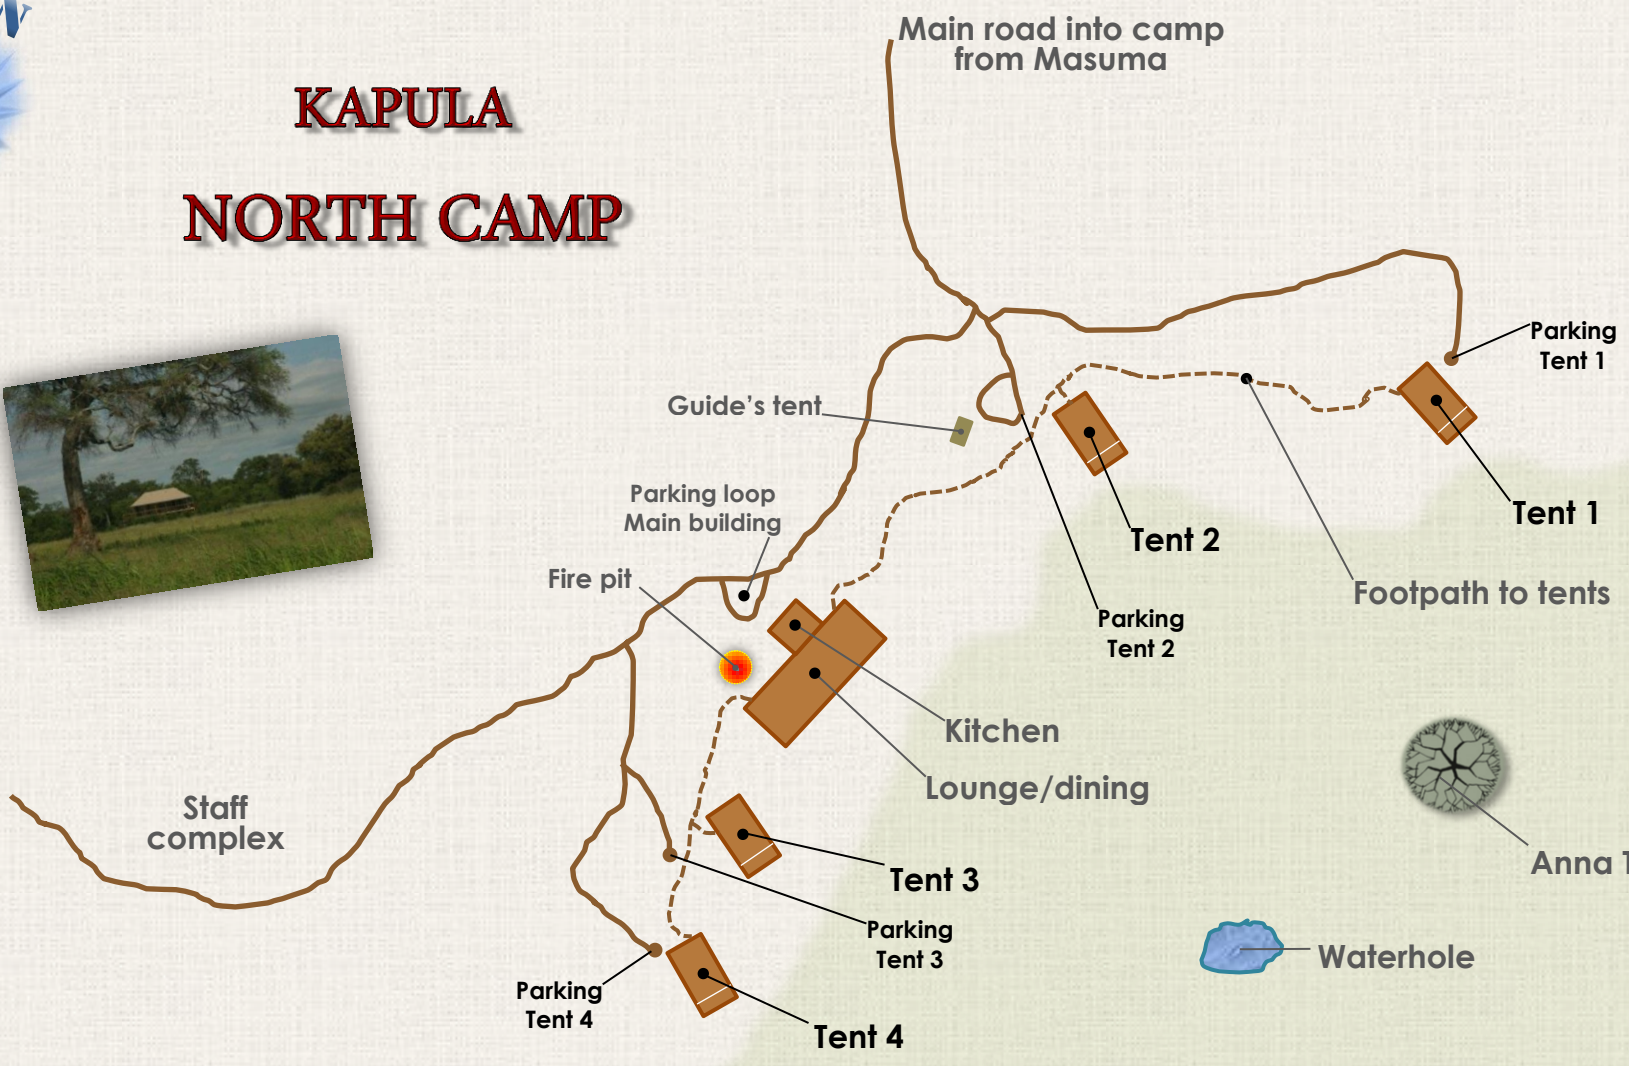 Main road into camp
from Masuma
KAPULA
NORTH CAMP
Parking
Tent 1
Guide's tent
Parking loop
Main building
Tent 1
Tent 2
Fire pit
Footpath to tents
Parking
Tent 2
Kitchen
Lounge/dining
Staff
complex
Anna
Tent 3
Parking
Tent 3
Waterhole
Parking
Tent 4
Tent 4